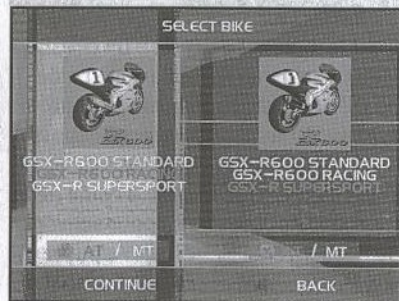 SELECT BIKE
GSX-R600 STANDARD
GSX-R600 RACING
GSX-R SUPERSPORT
AT / MT
GSX-R600 STANDARD
GSX-R600 RACING
GSX-R SUPERSPORT
/ MT
CONTINUE
BACK